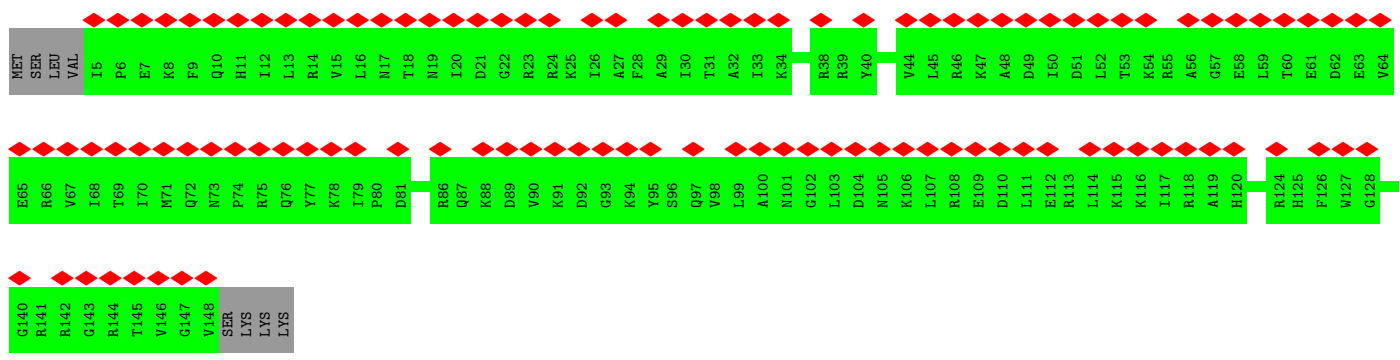 MET SER LEU VAL I5 P6 E7 K8 F9 Q10 H11 I12 L13 R14 V15 L16 N17 T18 N19 I20 D21 G22 R23 R24 K25 I26 A27 F28 A29 I30 T31 A32 I33 K34 R38 R39 Y40 V44 L45 R46 K47 A48 D49 I50 D51 L52 T53 K54 R55 A56 G57 E58 L59 T60 E61 D62 E63 V64
E65 R66 V67 I68 T69 I70 M71 Q72 N73 P74 R75 Q76 Y77 K78 I79 P80 D81 R86 Q87 K88 D89 V90 K91 D92 G93 K94 Y95 S96 Q97 V98 L99 A100 N101 G102 L103 D104 N105 K106 L107 R108 E109 D110 L111 E112 R113 L114 K115 K116 I117 R118 A119 H120 R124 H125 F126 W127 G128
G140 R141 R142 G143 R144 T145 V146 G147 V148 SER LYS LYS LYS